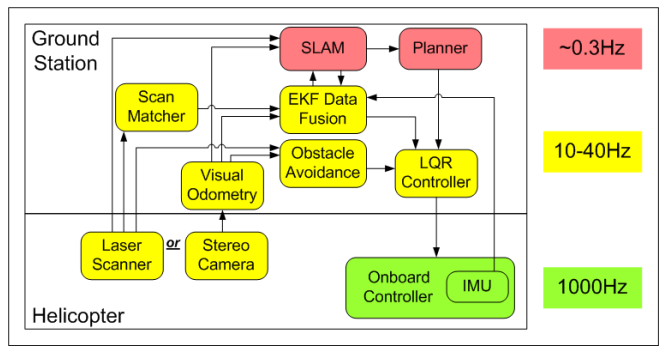 Ground
Station
SLAM
Planner
~0.3Hz
Scan
Matcher
EKF Data
Fusion
10-40Hz
Obstacle
Avoidance
Visual
Odometry
LQR
Controller
Laser
Scanner
or
Stereo
Camera
Onboard
Controller
IMU
1000Hz
Helicopter